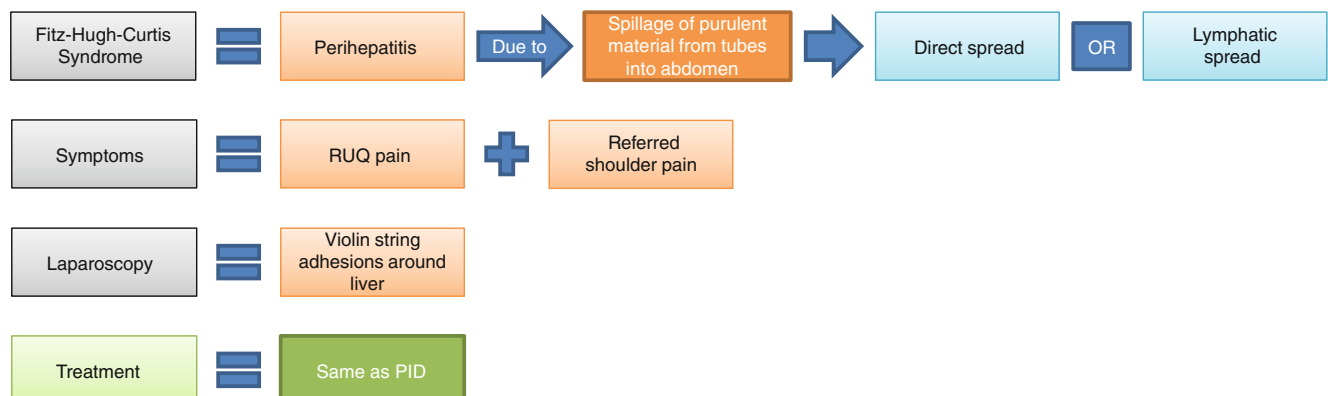 Fitz-Hugh-Curtis
Syndrome
Perihepatitis
Due to
Spillage of purulent
material from tubes
into abdomen
Direct spread
OR
Lymphatic
spread
Symptoms
RUQ pain
Referred
shoulder pain
Laparoscopy
Violin string
adhesions around
liver
Treatment
Same as PID